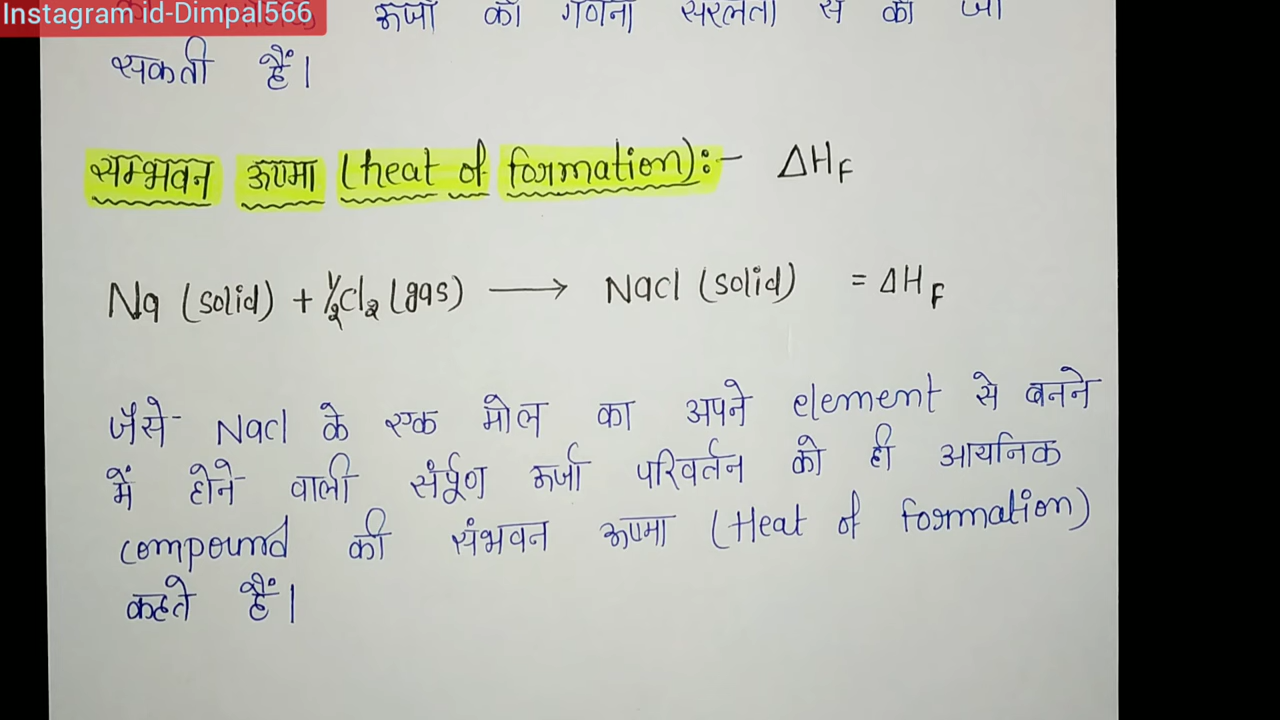 Instagram id-Dimpal566
ऊर्जा की गणना सरलता से की जा
सकती हैं।
सम्भवन ऊष्मा (heat of formation):- ΔHF
Na (solid) + 1/2Cl2 (gas) ⟶ Nacl (solid) = ΔHF
जैसे- Nacl के एक मोल का अपने element से बनने
में होने वाली संर्पूण ऊर्जा परिवर्तन को ही आयनिक
compound की संभवन ऊष्मा (Heat of formation)
कहते हैं।